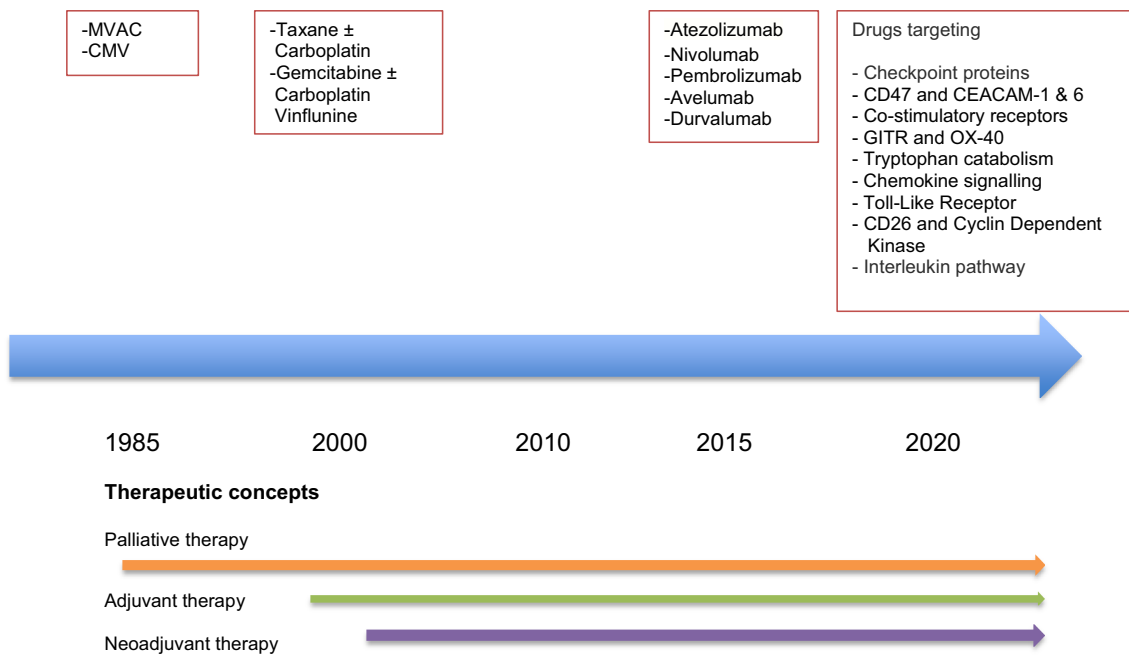 -MVAC
-CMV
-Taxane ±
Carboplatin
-Gemcitabine ±
Carboplatin
Vinflunine
-Atezolizumab
-Nivolumab
-Pembrolizumab
-Avelumab
-Durvalumab
Drugs targeting
- Checkpoint proteins
- CD47 and CEACAM-1 & 6
- Co-stimulatory receptors
- GITR and OX-40
- Tryptophan catabolism
- Chemokine signalling
- Toll-Like Receptor
- CD26 and Cyclin Dependent
Kinase
- Interleukin pathway
1985 2000 2010 2015 2020
Therapeutic concepts
Palliative therapy
Adjuvant therapy
Neoadjuvant therapy